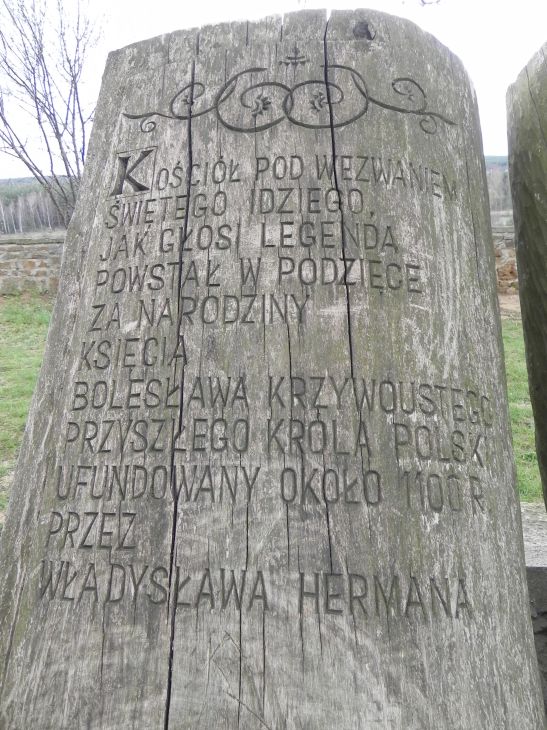 KOŚCIÓŁ POD WEZWANIEM
ŚWIĘTEGO IDZIEGO,
JAK GŁOSI LEGENDA
POWSTAŁ W PODZIĘCE
ZA NARODZINY
KSIĘCIA
BOLESŁAWA KRZYWOUSTEGO
PRZYSZŁEGO KRÓLA POLSKI
UFUNDOWANY OKOŁO 1100 R.
PRZEZ
WŁADYSŁAWA HERMANA